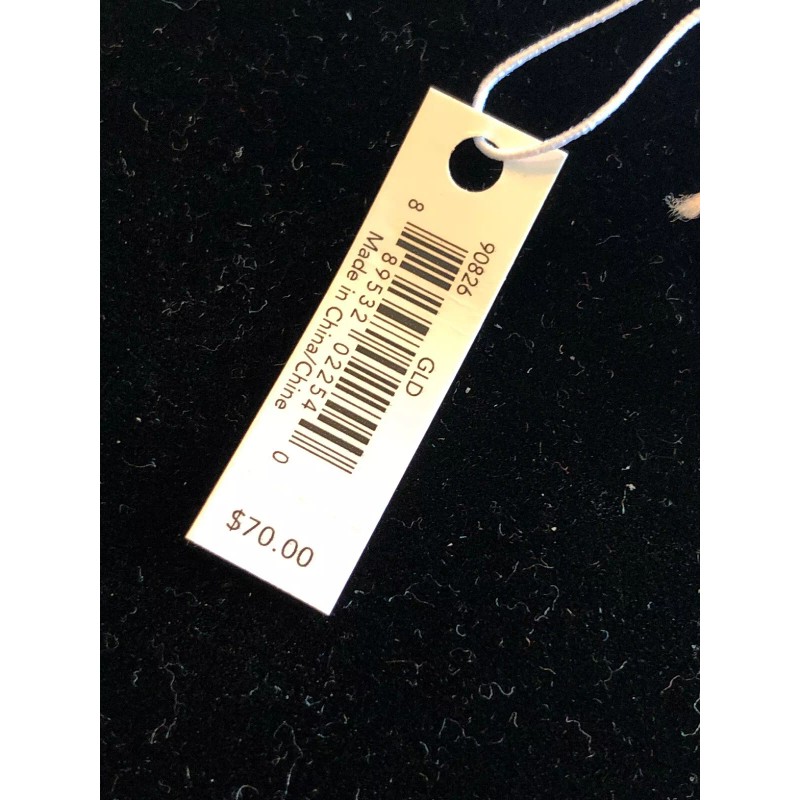 90826 GLD
8 89532 02254 0
Made in China/Chine
$70.00